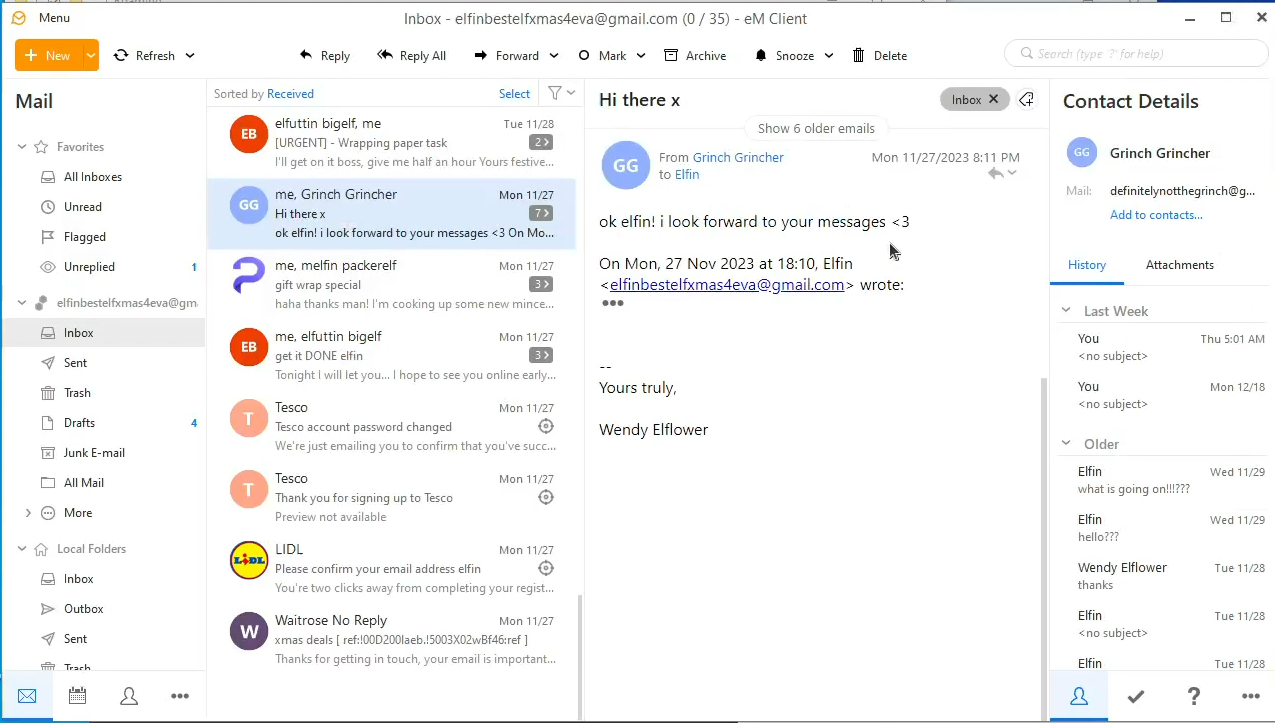 Menu
Inbox - elfinbestelfxmas4eva@gmail.com (0 / 35) - eM Client
New
Refresh
Reply
Reply All
Forward
Mark
Archive
Snooze
Delete
Search (type '?' for help)
Mail
Favorites
All Inboxes
Unread
Flagged
Unreplied 1
elfinbestelfxmas4eva@gm
Inbox
Sent
Trash
Drafts 4
Junk E-mail
All Mail
More
Local Folders
Inbox
Outbox
Sent
Trash
Sorted by Received
Select
EB
elfuttin bigelf, me Tue 11/28
[URGENT] - Wrapping paper task 2
I'll get on it boss, give me half an hour Yours festive...
GG
me, Grinch Grincher Mon 11/27
Hi there x 7
ok elfin! i look forward to your messages <3 On Mo...
me, melfin packerelf Mon 11/27
gift wrap special 3
haha thanks man! I'm cooking up some new mince...
EB
me, elfuttin bigelf Mon 11/27
get it DONE elfin 3
Tonight I will let you... I hope to see you online early...
T
Tesco Mon 11/27
Tesco account password changed
We're just emailing you to confirm that you've succ...
T
Tesco Mon 11/27
Thank you for signing up to Tesco
Preview not available
LIDL
LIDL Mon 11/27
Please confirm your email address elfin
You're two clicks away from completing your regist...
W
Waitrose No Reply Mon 11/27
xmas deals [ ref:!00D200Iaeb.!5003X02wBf46:ref ]
Thanks for getting in touch, your email is important...
Hi there x
Inbox
Show 6 older emails
GG
From Grinch Grincher Mon 11/27/2023 8:11 PM
to Elfin
ok elfin! i look forward to your messages <3
On Mon, 27 Nov 2023 at 18:10, Elfin
<elfinbestelfxmas4eva@gmail.com> wrote:
--
Yours truly,
Wendy Elflower
Contact Details
GG
Grinch Grincher
Mail: definitelynotthegrinch@g...
Add to contacts...
History
Attachments
Last Week
You Thu 5:01 AM
<no subject>
You Mon 12/18
<no subject>
Older
Elfin Wed 11/29
what is going on!!!???
Elfin Wed 11/29
hello???
Wendy Elflower Tue 11/28
thanks
Elfin Tue 11/28
<no subject>
Elfin Tue 11/28